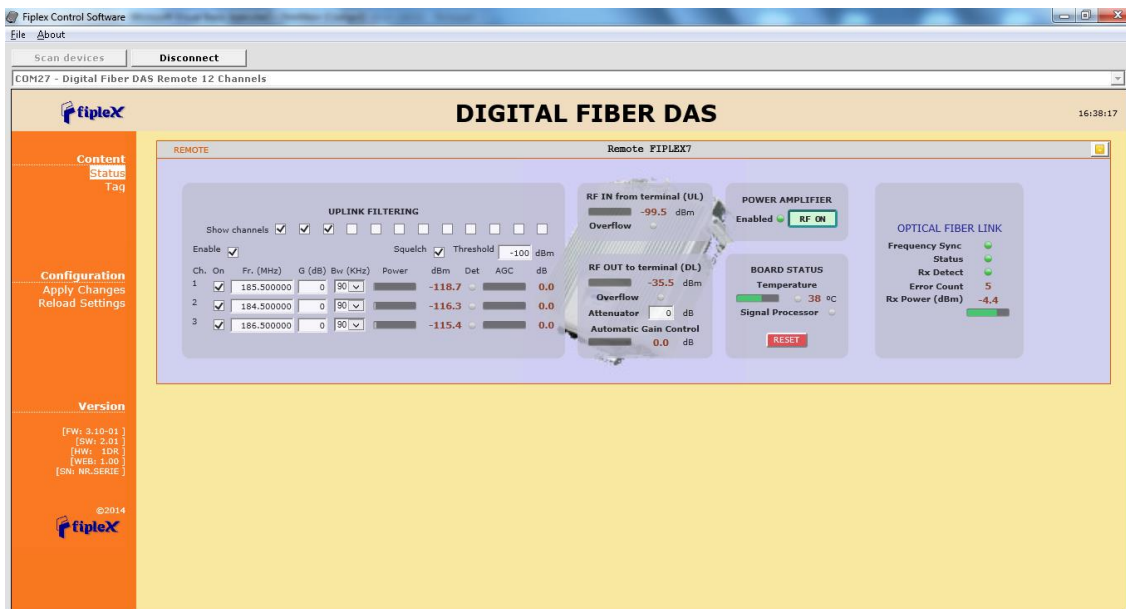 Fiplex Control Software
File About
Scan devices Disconnect
COM27 - Digital Fiber DAS Remote 12 Channels
fipleX
DIGITAL FIBER DAS
16:38:17
Content
Status
Tag
Configuration
Apply Changes
Reload Settings
Version
[FW: 3.10-01 ]
[SW: 2.01 ]
[HW: 1DR ]
[WEB: 1.00 ]
[SN: NR.SERIE ]
©2014
fipleX
REMOTE Remote FIPLEX7
UPLINK FILTERING
Show channels
Enable Squelch Threshold -100 dBm
Ch. On Fr. (MHz) G (dB) Bw (KHz) Power dBm Det AGC dB
1 185.500000 0 90 -118.7 0.0
2 184.500000 0 90 -116.3 0.0
3 186.500000 0 90 -115.4 0.0
RF IN from terminal (UL)
-99.5 dBm
Overflow
RF OUT to terminal (DL)
-35.5 dBm
Overflow
Attenuator 0 dB
Automatic Gain Control
0.0 dB
POWER AMPLIFIER
Enabled RF ON
BOARD STATUS
Temperature
38 ºC
Signal Processor
RESET
OPTICAL FIBER LINK
Frequency Sync
Status
Rx Detect
Error Count 5
Rx Power (dBm) -4.4